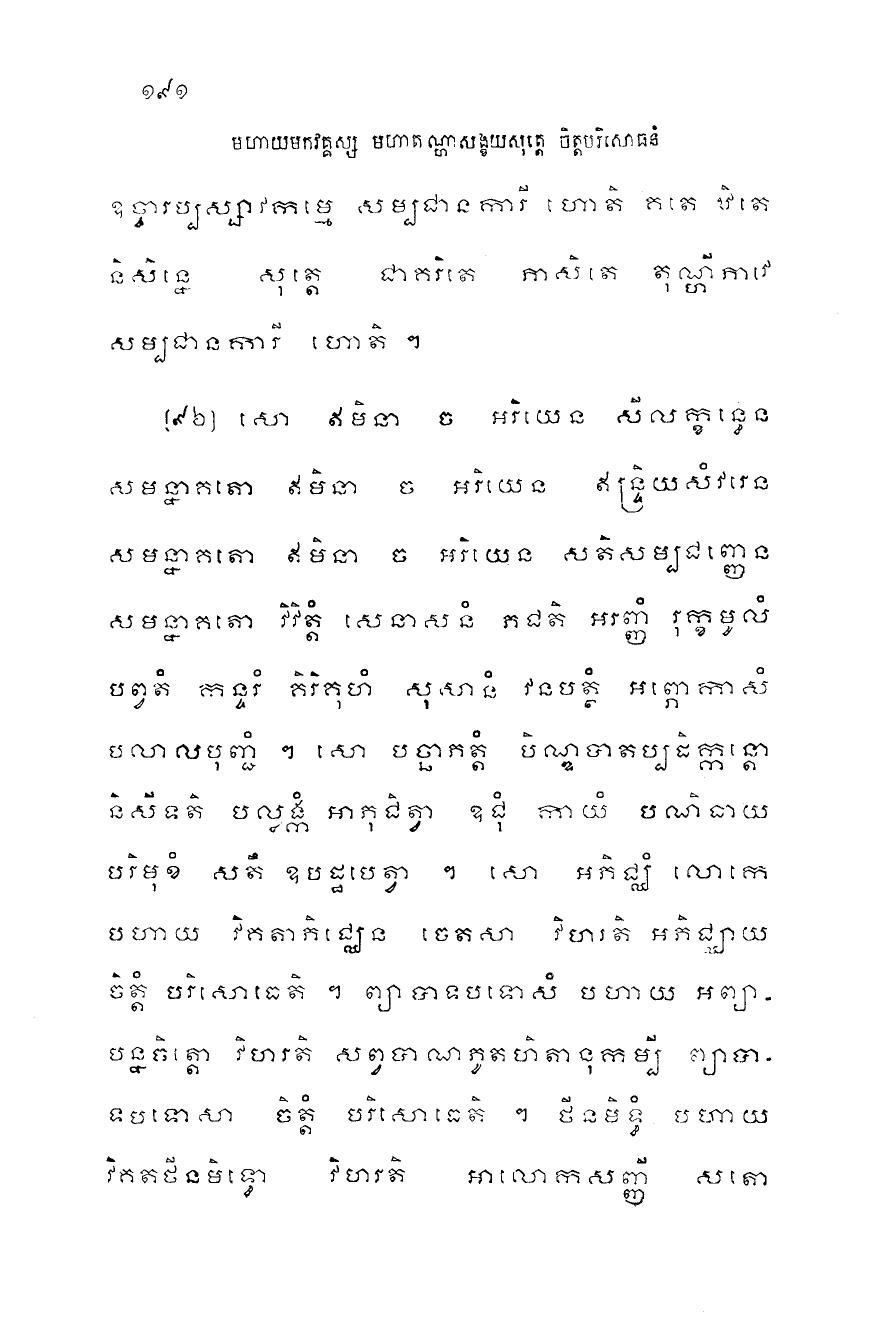 ១៩១
មហាយមកវគ្គស្ស មហាតណ្ហាសង្ខយសុត្តេ ចិត្តបរិសោធនំ
ឧច្ចារប្បស្សាវកម្មេ សម្បជានការី ហោតិ គតេ ឋិតេ
និសិន្នេ សុត្តេ ជាគរិតេ ភាសិតេ តុណ្ហីភាវេ
សម្បជានការី ហោតិ ។
[៩៦] សោ ឥមិនា ច អរិយេន សីលក្ខន្ធេន
សមន្នាគតោ ឥមិនា ច អរិយេន ឥន្ទ្រិយសំវរេន
សមន្នាគតោ ឥមិនា ច អរិយេន សតិសម្បជញ្ញេន
សមន្នាគតោ វិវិត្តំ សេនាសនំ ភជតិ អរញ្ញំ រុក្ខមូលំ
បព្វតំ កន្ទរំ គិរិគុហំ សុសានំ វនបត្ថំ អព្ភោកាសំ
បលាលបុញ្ជំ ។ សោ បច្ឆាភត្តំ បិណ្ឌបាតប្បដិក្កន្តោ
និសីទតិ បល្លង្កំ អាភុជិត្វា ឧជុំ កាយំ បណិធាយ
បរិមុខំ សតឹ ឧបដ្ឋបេត្វា ។ សោ អភិជ្ឈំ លោកេ
បហាយ វិគតាភិជ្ឈេន ចេតសា វិហរតិ អភិជ្ឈាយ
ចិត្តំ បរិសោធេតិ ។ ព្យាបាទបទោសំ បហាយ អព្យា-
បន្នចិត្តោ វិហរតិ សព្វបាណភូតហិតានុកម្បី ព្យាបា-
ទបទោសា ចិត្តំ បរិសោធេតិ ។ ថីនមិទ្ធំ បហាយ
វិគតថីនមិទ្ធោ វិហរតិ អាលោកសញ្ញី សតោ